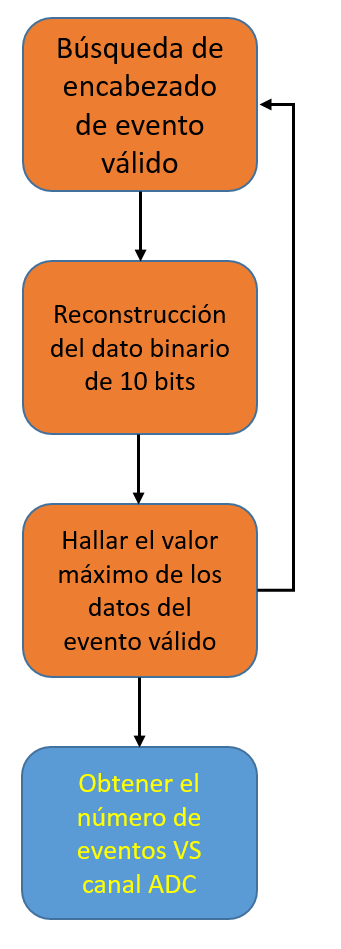 Búsqueda de
encabezado
de evento
válido
Reconstrucción
del dato binario
de 10 bits
Hallar el valor
máximo de los
datos del
evento válido
Obtener el
número de
eventos VS
canal ADC